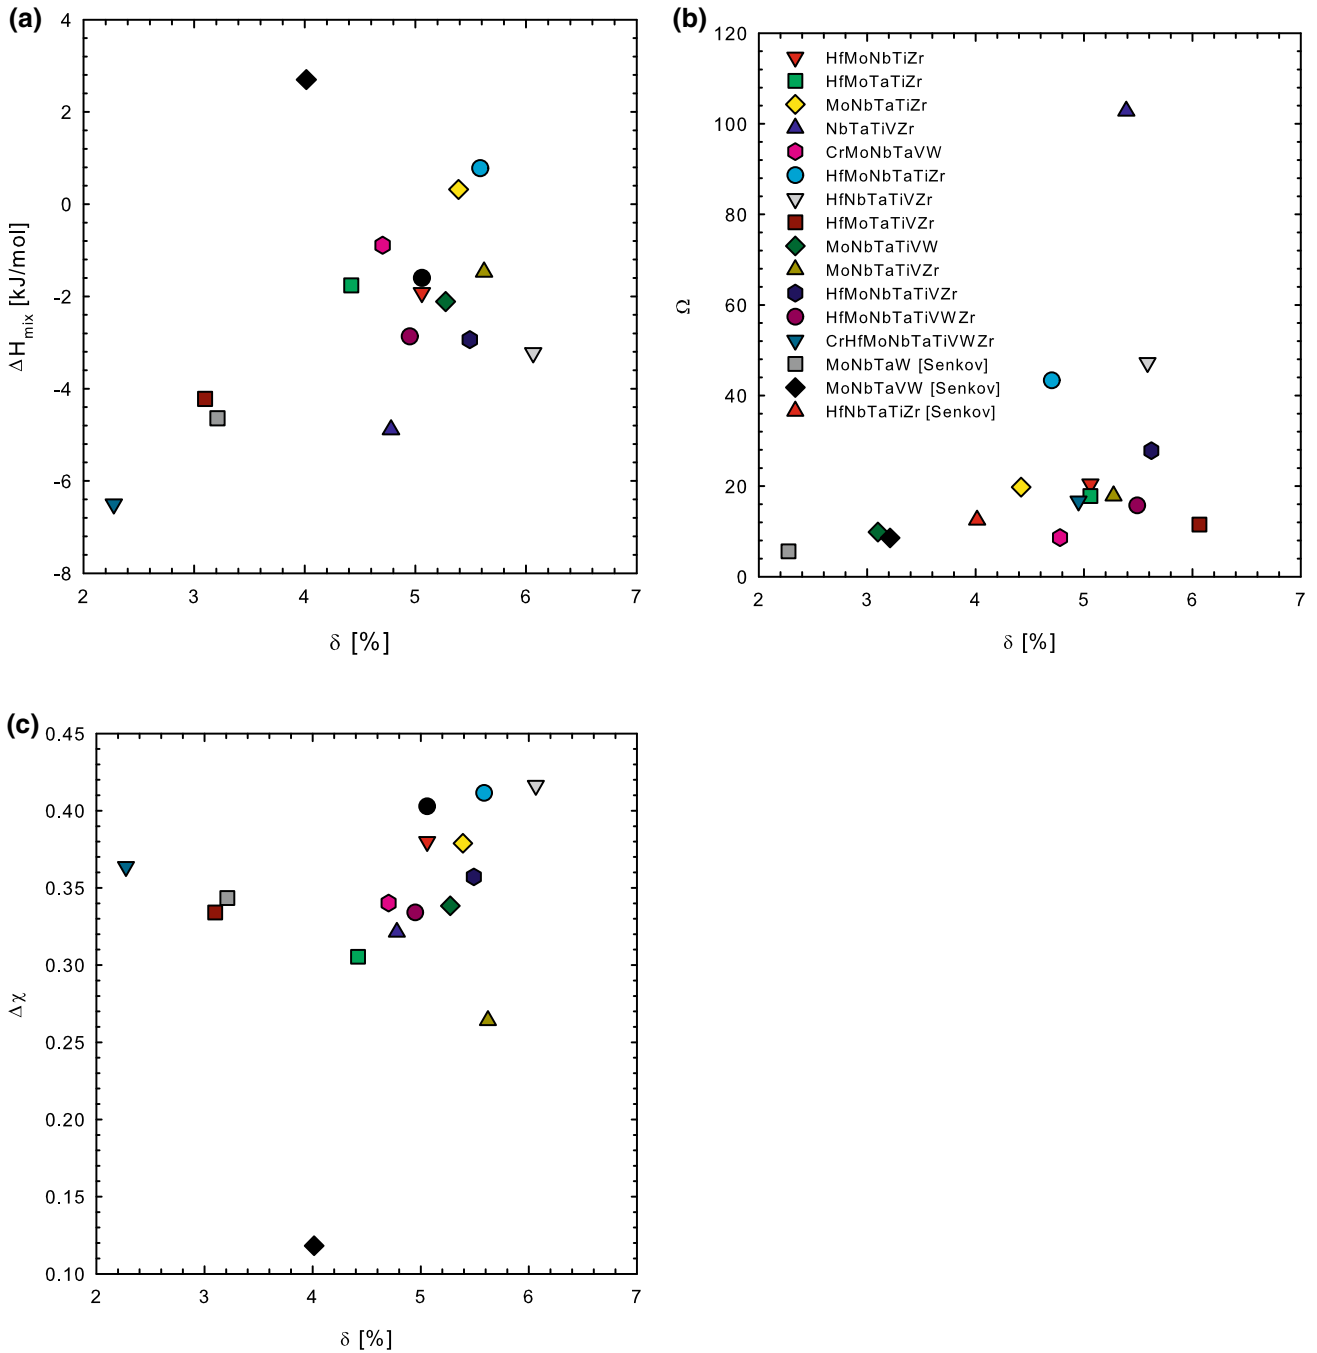 (a)
4
2
0
-2
-4
-6
-8
ΔHmix [kJ/mol]
2 3 4 5 6 7
δ [%]
(b)
120
100
80
60
40
20
0
Ω
HfMoNbTiZr
HfMoTaTiZr
MoNbTaTiZr
NbTaTiVZr
CrMoNbTaVW
HfMoNbTaTiZr
HfNbTaTiVZr
HfMoTaTiVZr
MoNbTaTiVW
MoNbTaTiVZr
HfMoNbTaTiVZr
HfMoNbTaTiVWZr
CrHfMoNbTaTiVWZr
MoNbTaW [Senkov]
MoNbTaVW [Senkov]
HfNbTaTiZr [Senkov]
2 3 4 5 6 7
δ [%]
(c)
0.45
0.40
0.35
0.30
0.25
0.20
0.15
0.10
Δχ
2 3 4 5 6 7
δ [%]